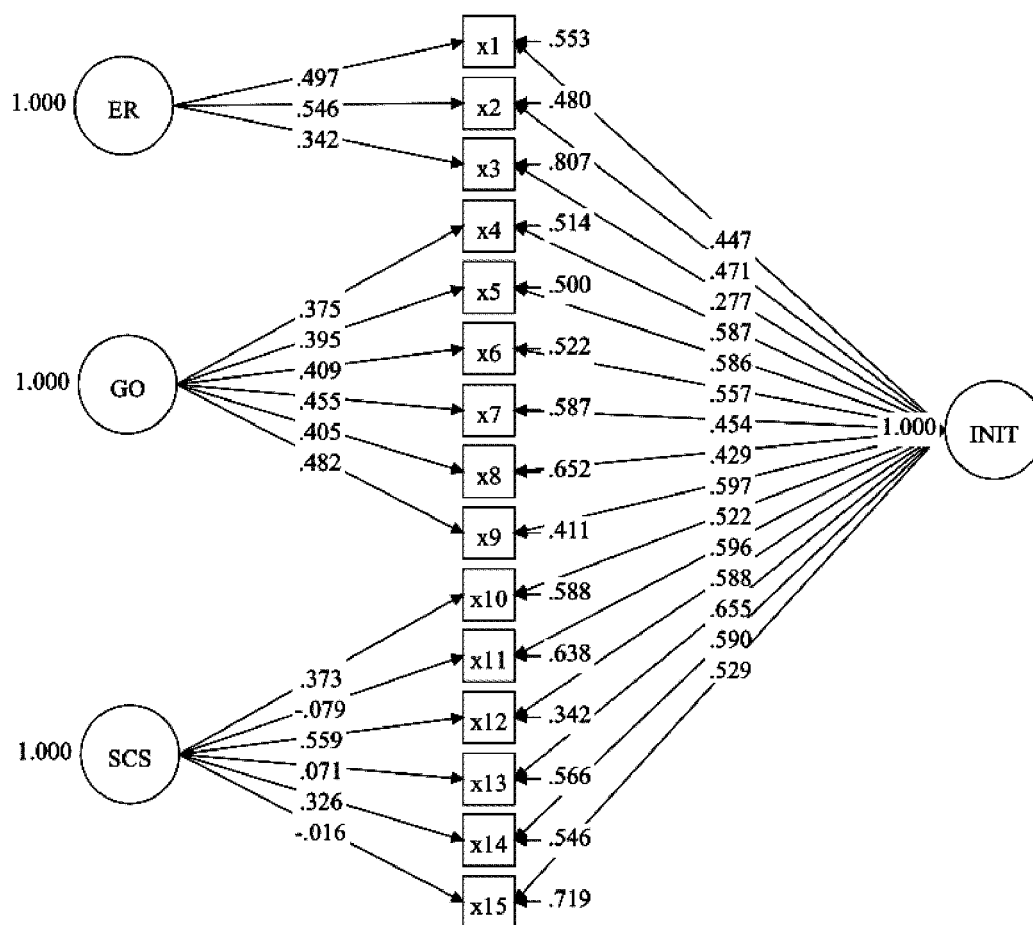 x1
.553
.497
1.000
ER
.546
x2
.480
.342
x3
.807
x4
.514
.447
.471
x5
.500
.277
.375
.587
.395
x6
.522
.586
.409
.557
1.000
GO
.455
x7
.587
.454
1.000
INIT
.405
.429
.482
x8
.652
.597
.522
x9
.411
.596
.588
x10
.588
.655
.590
x11
.638
.529
.373
-.079
x12
.342
.559
1.000
SCS
.071
x13
.566
.326
-.016
x14
.546
x15
.719